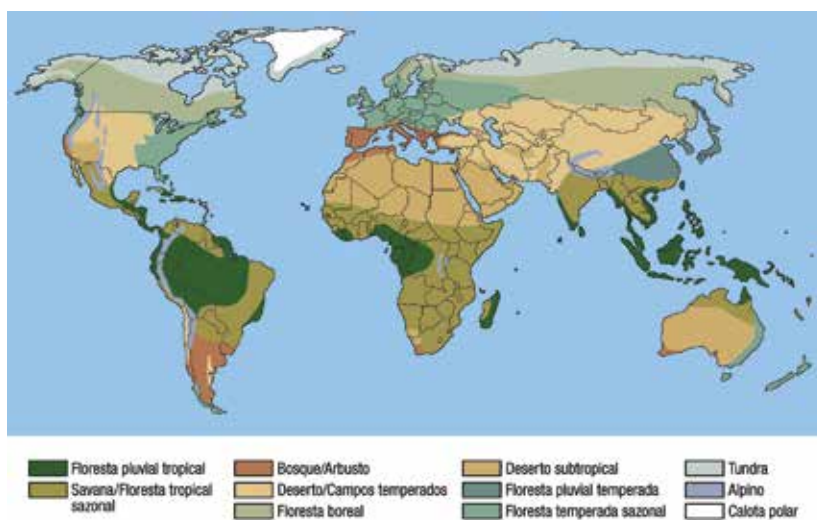 Floresta pluvial tropical
Savana/Floresta tropical
sazonal
Bosque/Arbusto
Deserto/Campos temperados
Floresta boreal
Deserto subtropical
Floresta pluvial temperada
Floresta temperada sazonal
Tundra
Alpino
Calota polar